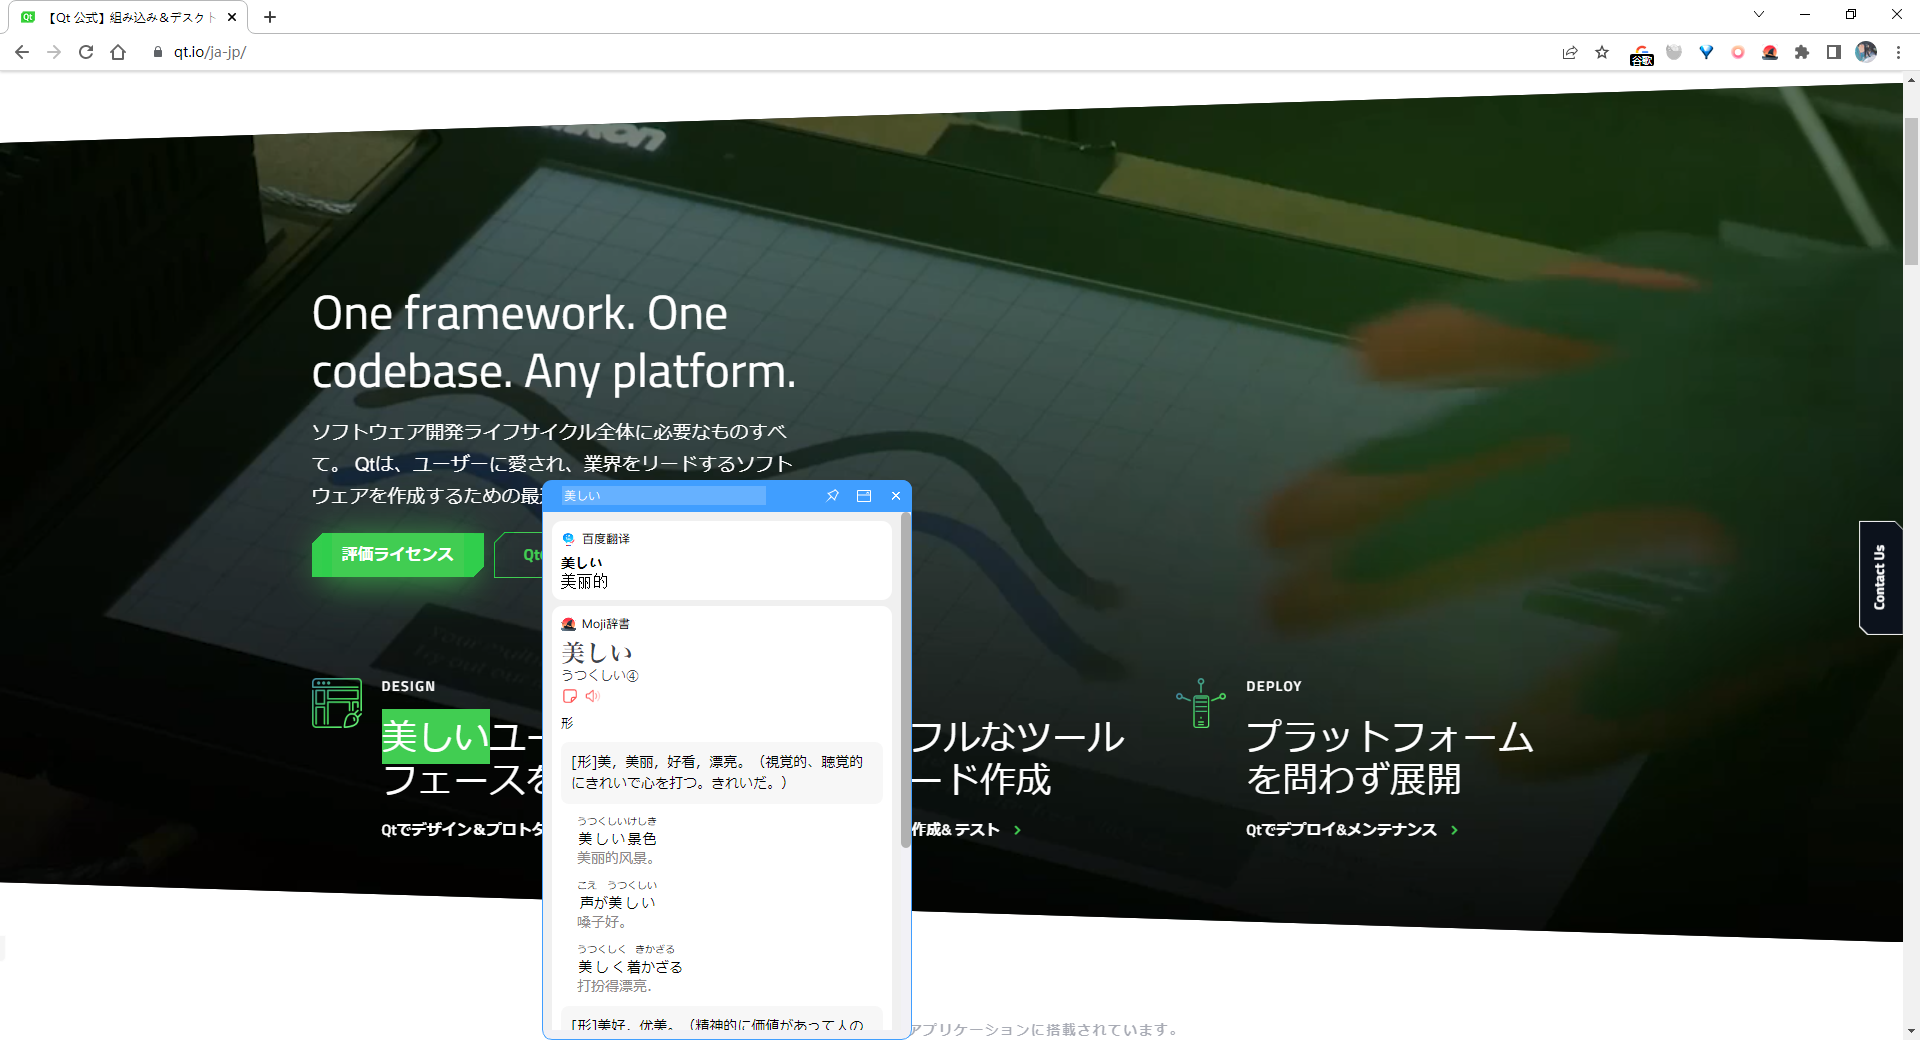 【Qt 公式】組み込み＆デスクト
qt.io/ja-jp/
谷歌
One framework. One
codebase. Any platform.
ソフトウェア開発ライフサイクル全体に必要なものすべ
て。 Qtは、ユーザーに愛され、業界をリードするソフト
ウェアを作成するための最
評価ライセンス
Qt
Contact Us
DESIGN
美しいユー
フェースを
Qtでデザイン&プロトタ
フルなツール
ード作成
作成&テスト
DEPLOY
プラットフォーム
を問わず展開
Qtでデプロイ&メンテナンス
美しい
百度翻译
美しい
美丽的
Moji辞書
美しい
うつくしい④
形
[形]美，美丽，好看，漂亮。（視覚的、聴覚的
にきれいで心を打つ。きれいだ。）
うつくしいけしき
美しい景色
美丽的风景。
こえ うつくしい
声が美しい
嗓子好。
うつくしく きかざる
美しく着かざる
打扮得漂亮.
[形]美好，优美。（精神的に価値があって人の
アプリケーションに搭載されています。